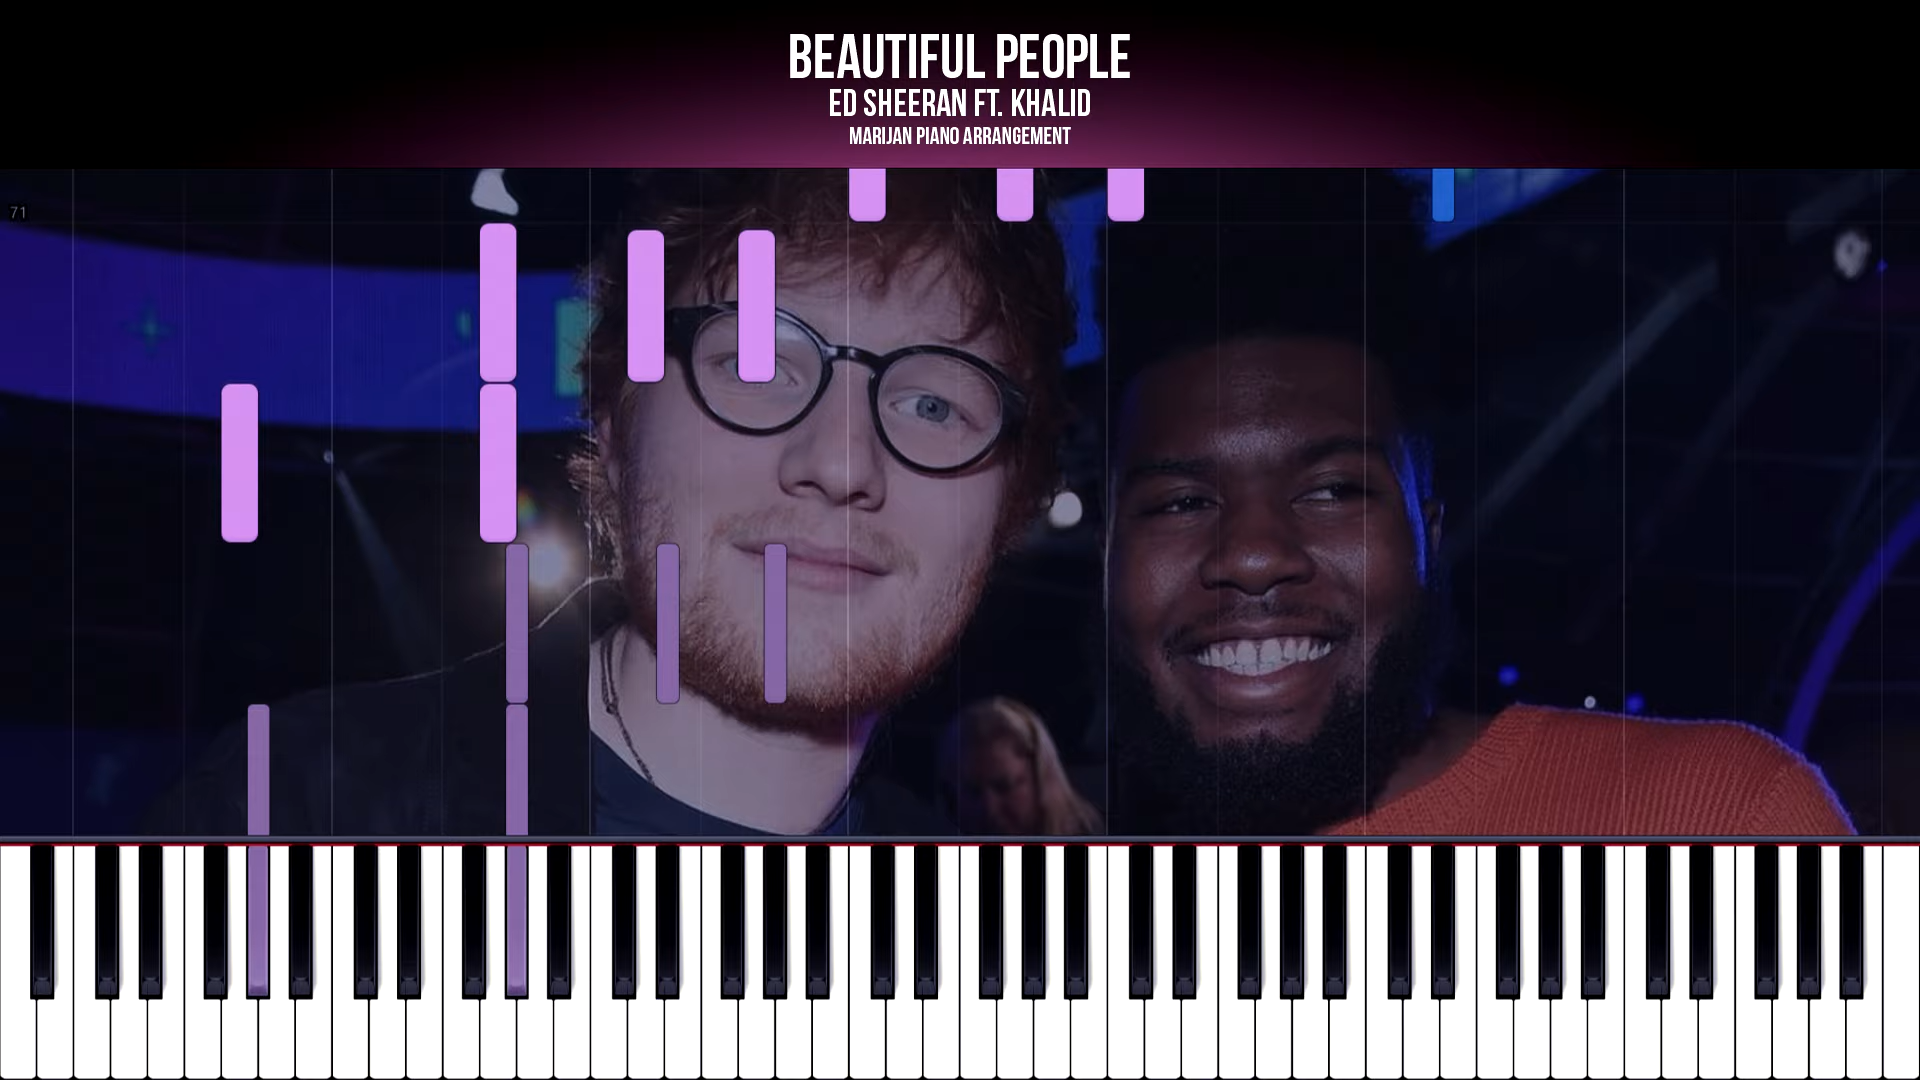 BEAUTIFUL PEOPLE
ED SHEERAN FT. KHALID
MARIJAN PIANO ARRANGEMENT
71